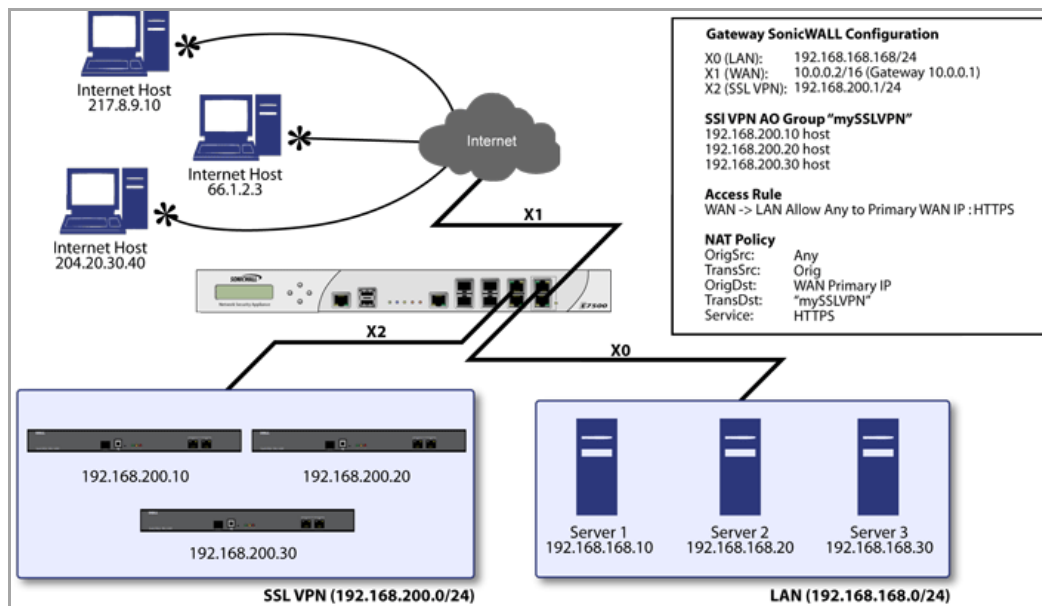 Internet Host
217.8.9.10
Internet Host
66.1.2.3
Internet Host
204.20.30.40
Internet
X1
Gateway SonicWALL Configuration
X0 (LAN): 192.168.168.168/24
X1 (WAN): 10.0.0.2/16 (Gateway 10.0.0.1)
X2 (SSL VPN): 192.168.200.1/24
SSl VPN AO Group "mySSLVPN"
192.168.200.10 host
192.168.200.20 host
192.168.200.30 host
Access Rule
WAN -> LAN Allow Any to Primary WAN IP : HTTPS
NAT Policy
OrigSrc: Any
TransSrc: Orig
OrigDst: WAN Primary IP
TransDst: "mySSLVPN"
Service: HTTPS
SONICWALL
Network Security Appliance
E7500
X2
X0
192.168.200.10
192.168.200.20
192.168.200.30
SSL VPN (192.168.200.0/24)
Server 1
192.168.168.10
Server 2
192.168.168.20
Server 3
192.168.168.30
LAN (192.168.168.0/24)